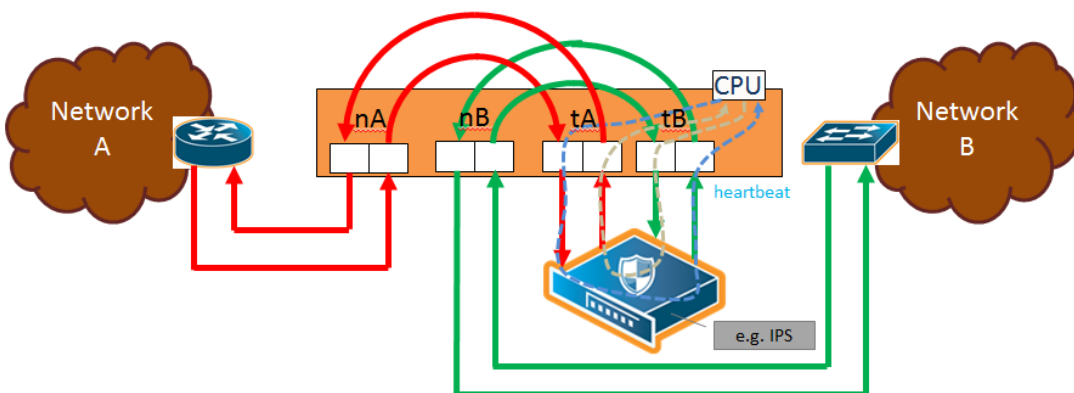 Network
A
CPU
nA
nB
tA
tB
Network
B
heartbeat
e.g. IPS